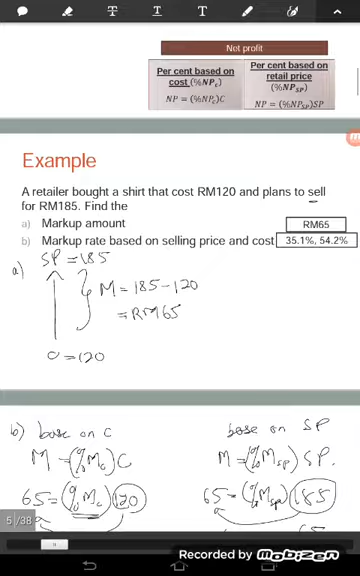 Net profit
Per cent based on cost (%NPc)
NP = (%NPc)C
Per cent based on retail price (%NPSP)
NP = (%NPSP)SP
Example
A retailer bought a shirt that cost RM120 and plans to sell
for RM185. Find the
a) Markup amount
RM65
b) Markup rate based on selling price and cost
35.1%, 54.2%
a) SP = 185
M = 185 - 120
= RM65
C = 120
b) base on C
M = (%Mc) C
65 = (%Mc) 120
base on SP
M = (%Msp) SP.
65 = (%Msp) 185
65
5 / 38
Recorded by Mobizen